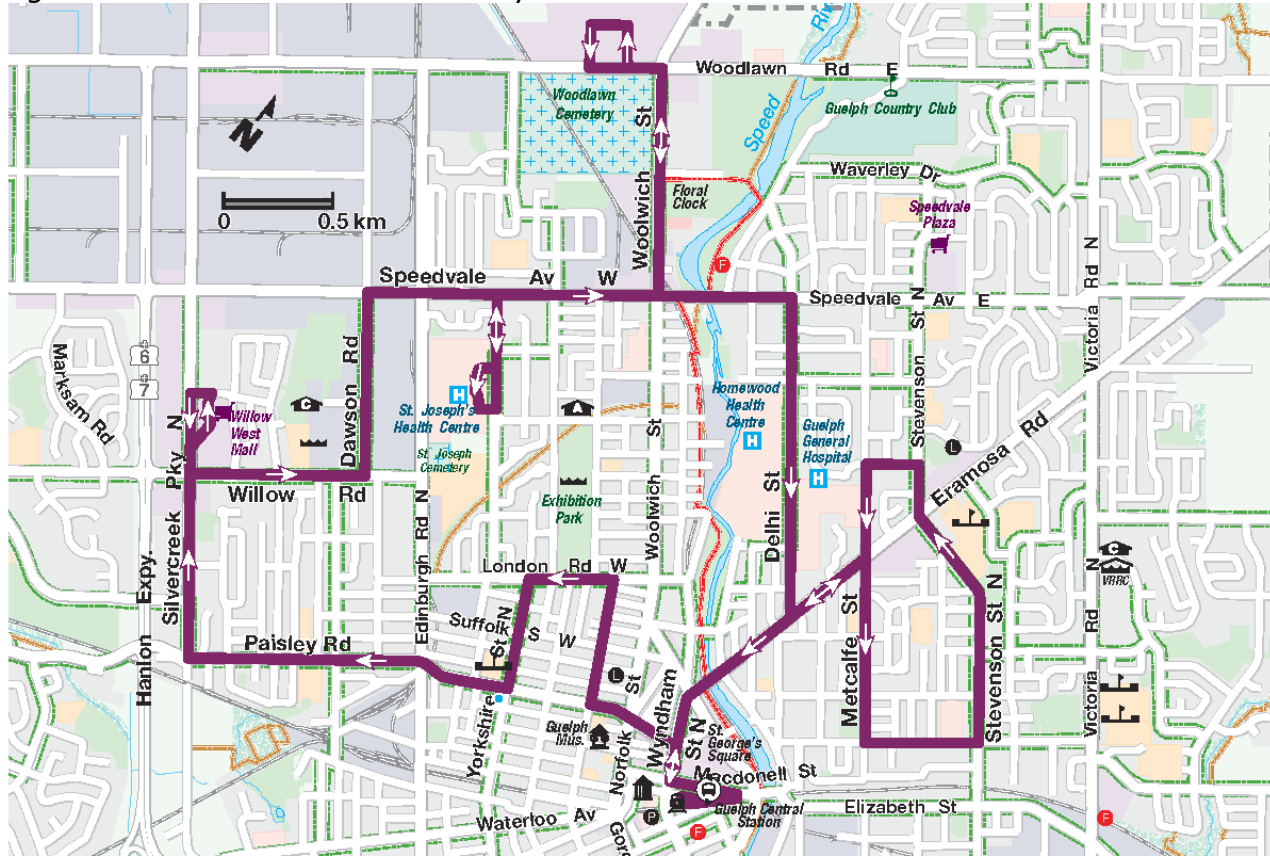 Woodlawn Rd E
Woodlawn
Cemetery
Guelph Country Club
Speed
N
St
Waverley Dr
0 0.5 km
Floral
Clock
Speedvale
Plaza
Woolwich
Speedvale Av W
Speedvale Av E
Victoria Rd N
Stevenson St N
6
7
Marksam Rd
Dawson Rd
C
H
St. Joseph's
Health Centre
A
Homewood
Health
Centre
H
Guelph
General
Hospital
H
F
Willow
West
Mall
St. Joseph
Cemetery
L
Eramosa Rd
Willow Rd
Silvercreek Pky N
Exhibition
Park
Woolwich St
Delhi St
Edinburgh Rd N
London Rd W
C
VRRC
Hanlon Expy
Suffolk St W
Paisley Rd
L
Metcalfe St
Stevenson St N
Victoria Rd N
Yorkshire St N
Guelph
Mus.
Norfolk St
Wyndham St N
St.
George's
Square
Macdonell St
Guelph Central
Station
Elizabeth St
Waterloo Av
P
F
F